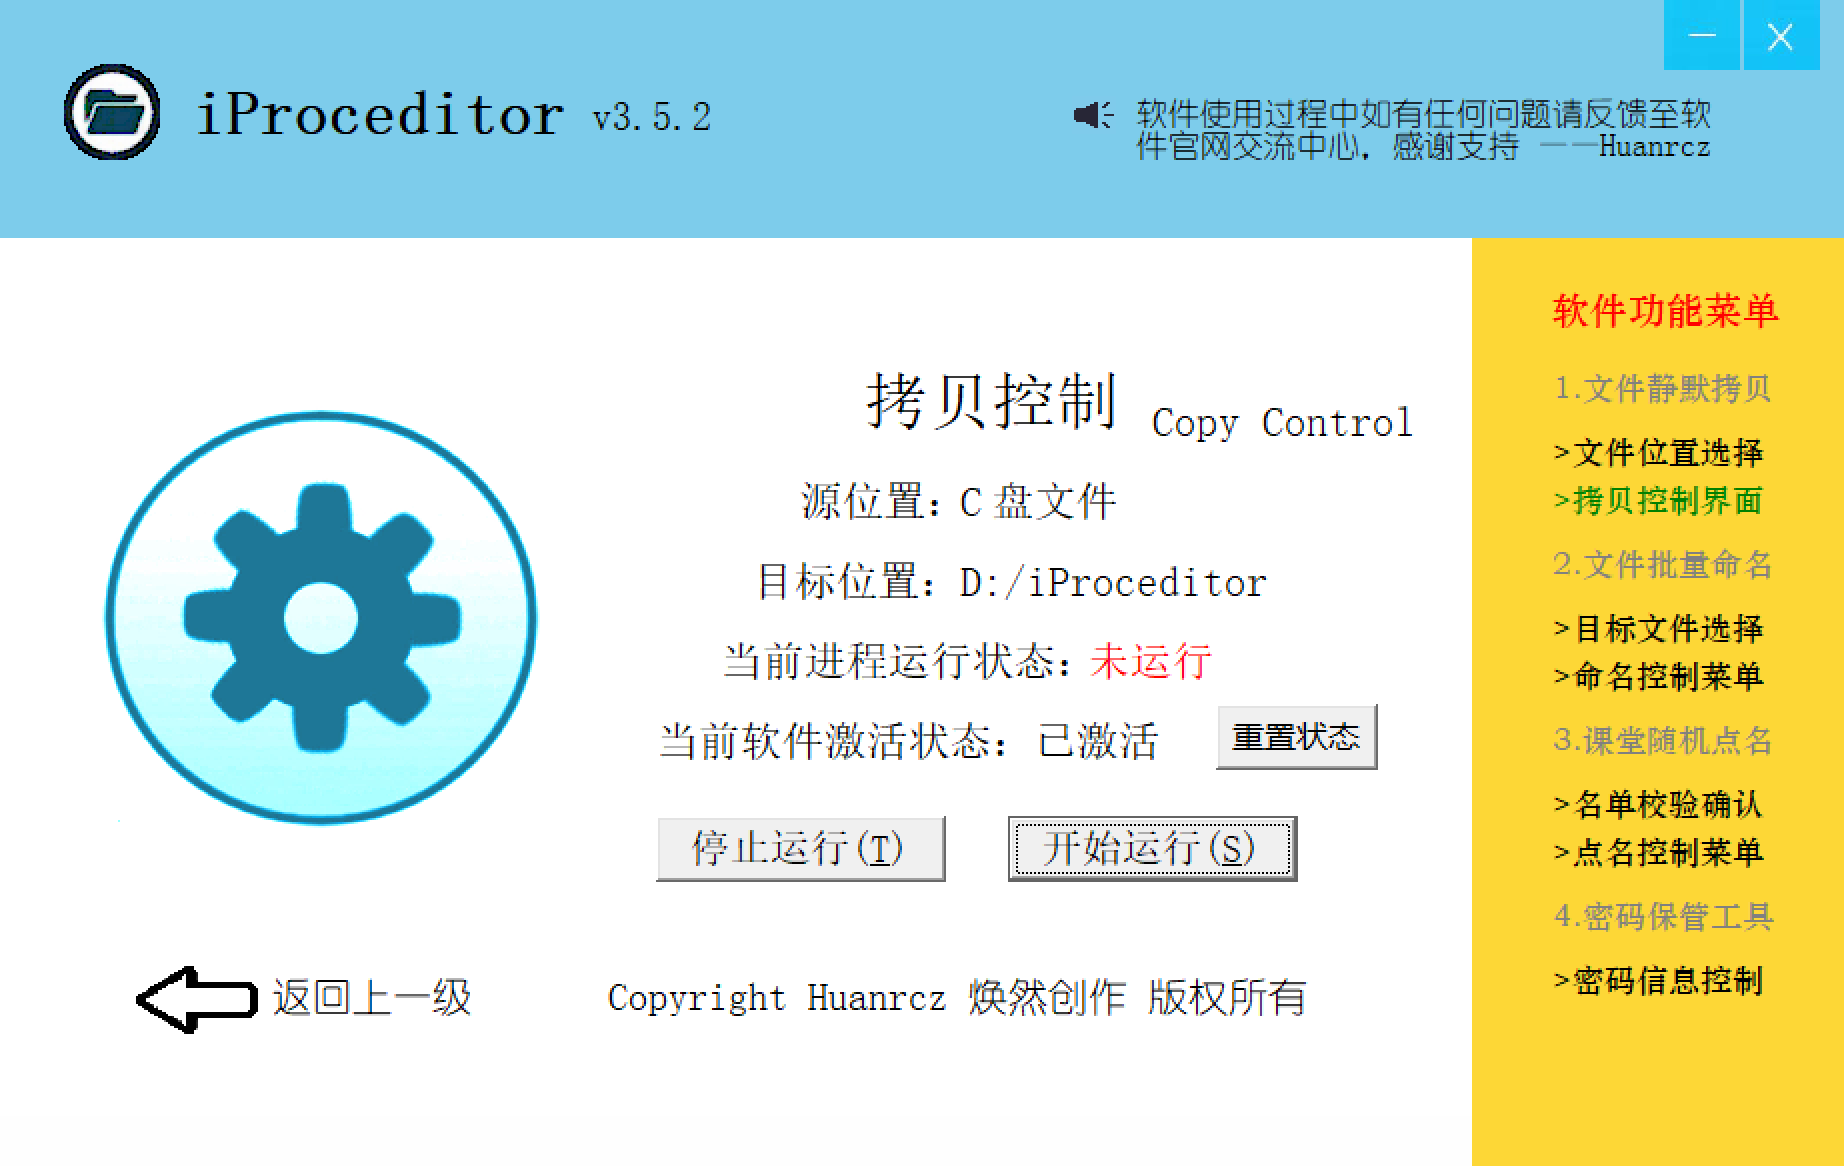 iProceditor v3.5.2
软件使用过程中如有任何问题请反馈至软
件官网交流中心，感谢支持 ——Huanrcz
拷贝控制 Copy Control
源位置：C 盘文件
目标位置：D:/iProceditor
当前进程运行状态：未运行
当前软件激活状态：已激活 重置状态
停止运行(T) 开始运行(S)
返回上一级 Copyright Huanrcz 焕然创作 版权所有
软件功能菜单
1.文件静默拷贝
>文件位置选择
>拷贝控制界面
2.文件批量命名
>目标文件选择
>命名控制菜单
3.课堂随机点名
>名单校验确认
>点名控制菜单
4.密码保管工具
>密码信息控制